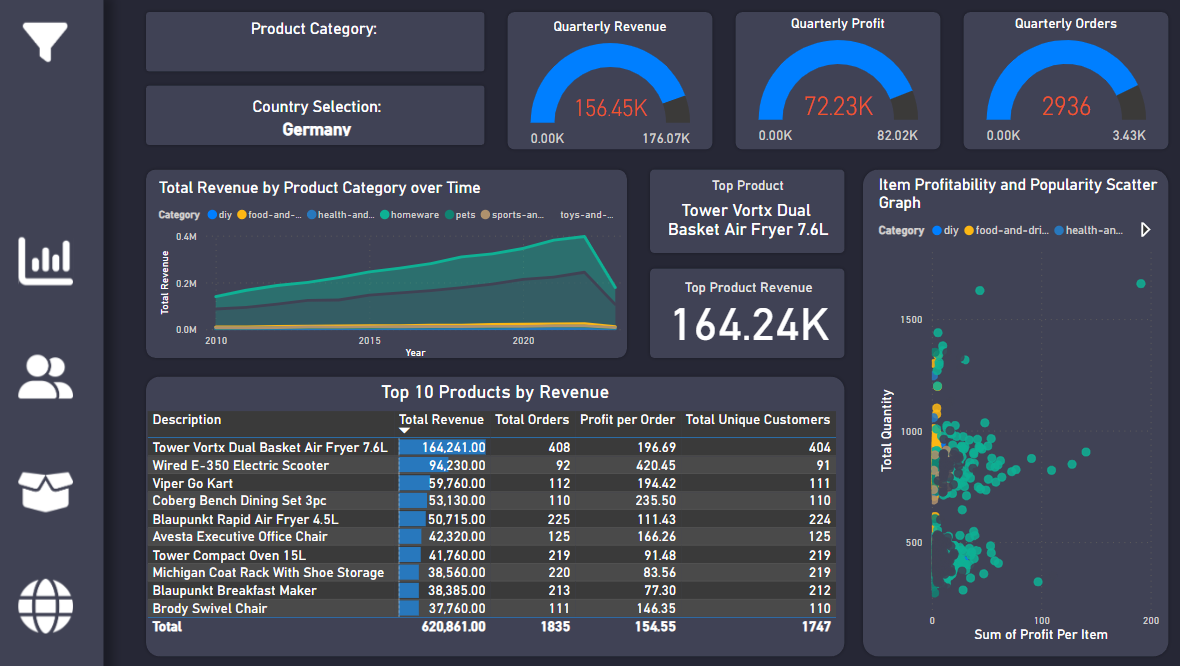 Product Category:
Country Selection:
Germany
Quarterly Revenue
156.45K
0.00K 176.07K
Quarterly Profit
72.23K
0.00K 82.02K
Quarterly Orders
2936
0.00K 3.43K
Total Revenue by Product Category over Time
Category diy food-and-... health-and... homeware pets sports-an... toys-and-...
Total Revenue
0.4M
0.2M
0.0M
2010 2015 2020
Year
Top Product
Tower Vortx Dual
Basket Air Fryer 7.6L
Top Product Revenue
164.24K
Item Profitability and Popularity Scatter
Graph
Category diy food-and-dri... health-an...
Total Quantity
1500
1000
500
0 100 200
Sum of Profit Per Item
Top 10 Products by Revenue
Description Total Revenue Total Orders Profit per Order Total Unique Customers
Tower Vortx Dual Basket Air Fryer 7.6L 164,241.00 408 196.69 404
Wired E-350 Electric Scooter 94,230.00 92 420.45 91
Viper Go Kart 59,760.00 112 194.42 111
Coberg Bench Dining Set 3pc 53,130.00 110 235.50 110
Blaupunkt Rapid Air Fryer 4.5L 50,715.00 225 111.43 224
Avesta Executive Office Chair 42,320.00 125 166.26 125
Tower Compact Oven 15L 41,760.00 219 91.48 219
Michigan Coat Rack With Shoe Storage 38,560.00 220 83.56 219
Blaupunkt Breakfast Maker 38,385.00 213 77.30 212
Brody Swivel Chair 37,760.00 111 146.35 110
Total 620,861.00 1835 154.55 1747